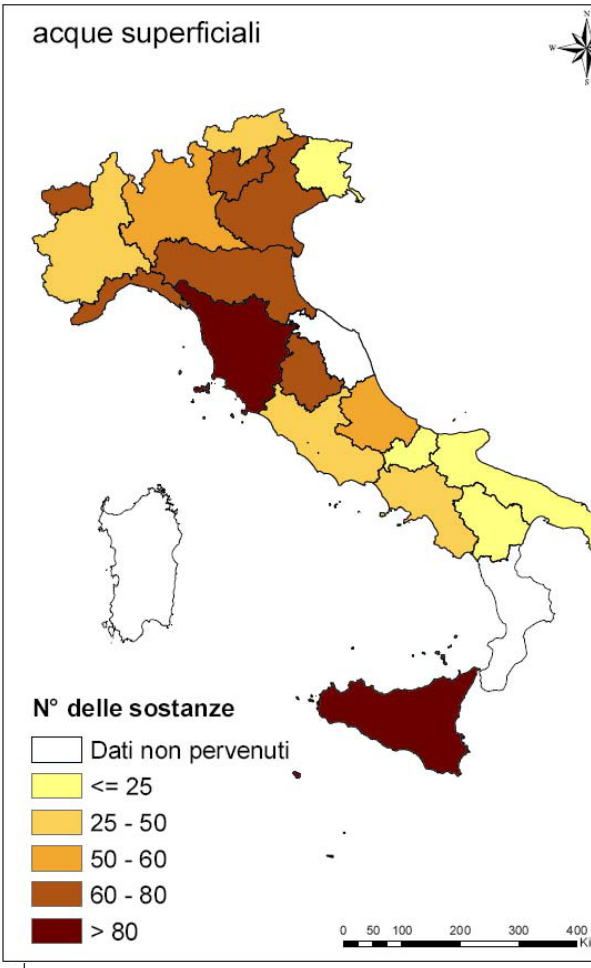 acque superficiali
N
W
S
N° delle sostanze
Dati non pervenuti
<= 25
25 - 50
50 - 60
60 - 80
> 80
0 50 100 200 300 400
Ki